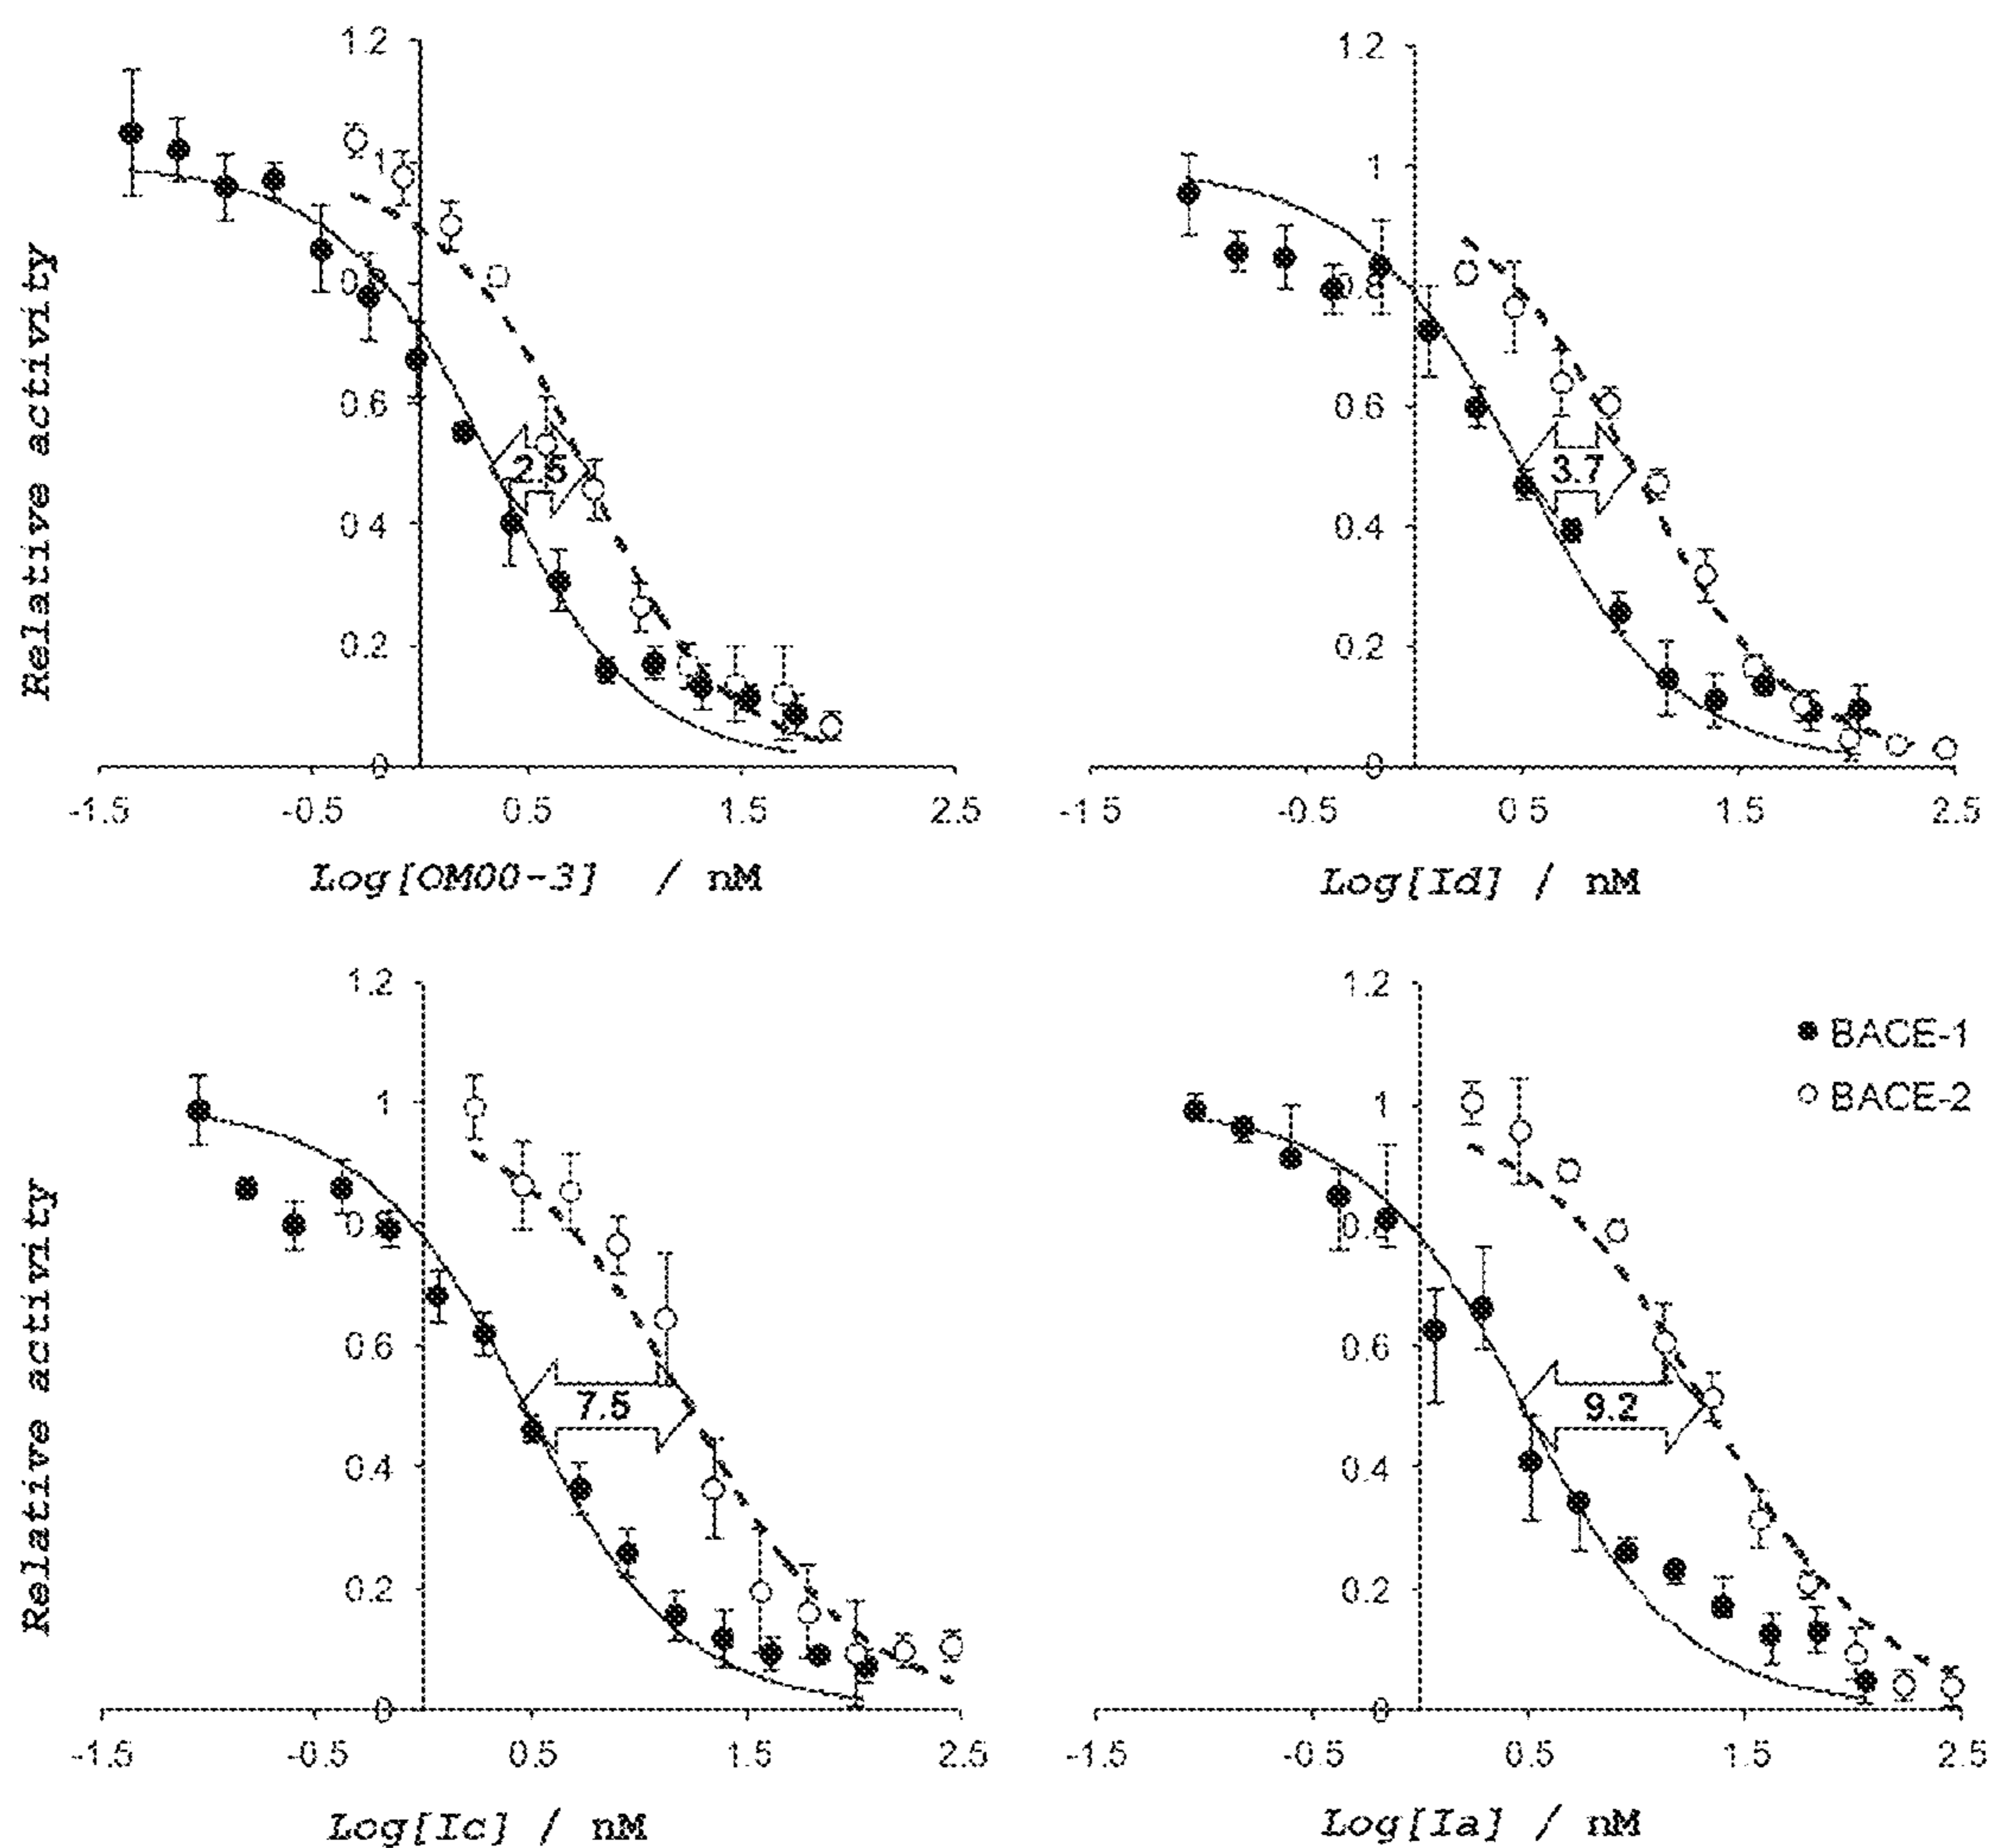 1.2
1
0.8
0.6
0.4
0.2
0
-1.5 -0.5 0.5 1.5 2.5
Relative activity
2.5
Log[OM00-3] / nM
1.2
1
0.8
0.6
0.4
0.2
0
-1.5 -0.5 0.5 1.5 2.5
3.7
Log[Id] / nM
1.2
1
0.8
0.6
0.4
0.2
0
-1.5 -0.5 0.5 1.5 2.5
Relative activity
7.5
Log[Ic] / nM
1.2
1
0.8
0.6
0.4
0.2
0
-1.5 -0.5 0.5 1.5 2.5
9.2
BACE-1
BACE-2
Log[Ia] / nM